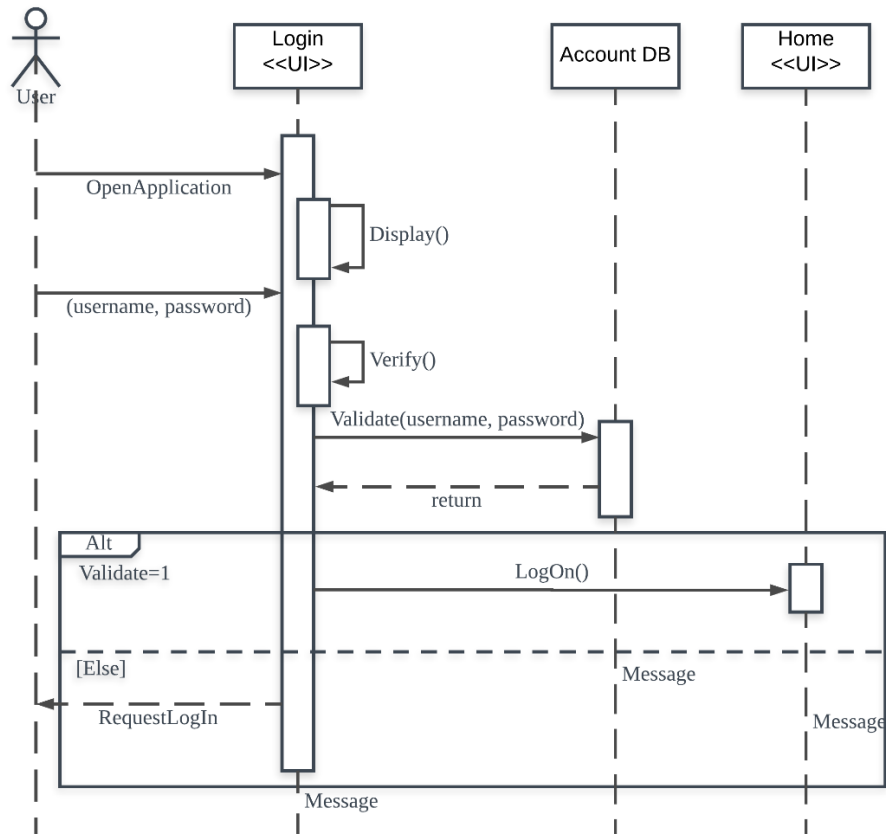 Login
<<UI>>
Account DB
Home
<<UI>>
User
OpenApplication
Display()
(username, password)
Verify()
Validate(username, password)
return
Alt
Validate=1
LogOn()
[Else]
Message
RequestLogIn
Message
Message